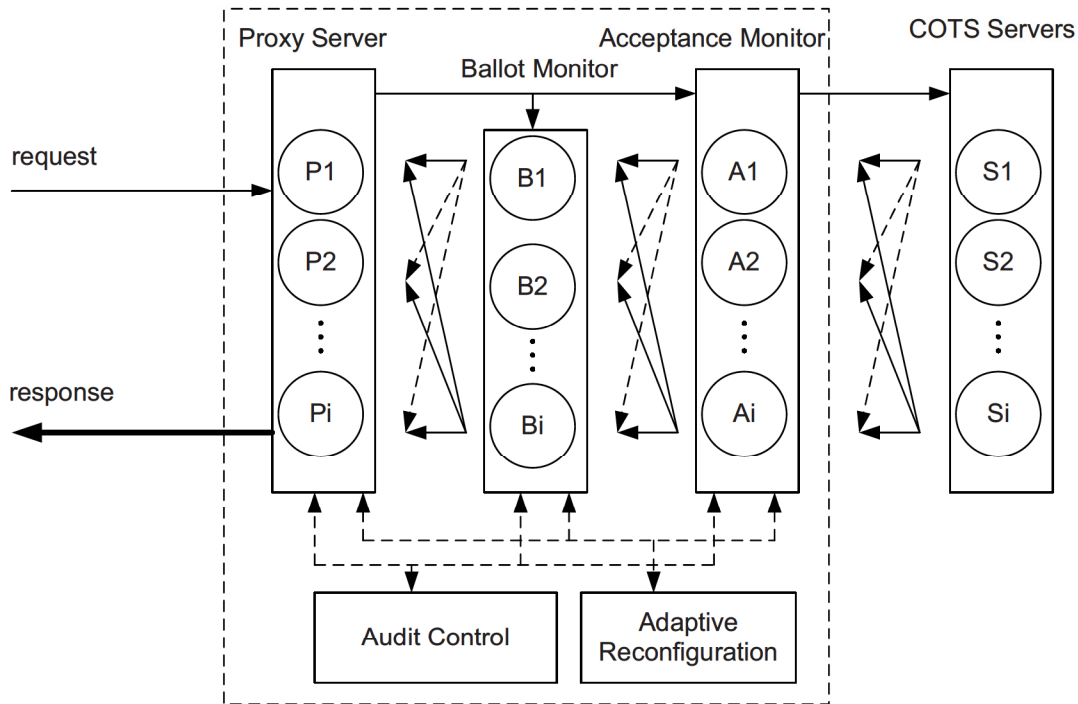 Proxy Server
Acceptance Monitor
COTS Servers
Ballot Monitor
request
P1
B1
A1
S1
P2
B2
A2
S2
response
Pi
Bi
Ai
Si
Audit Control
Adaptive
Reconfiguration